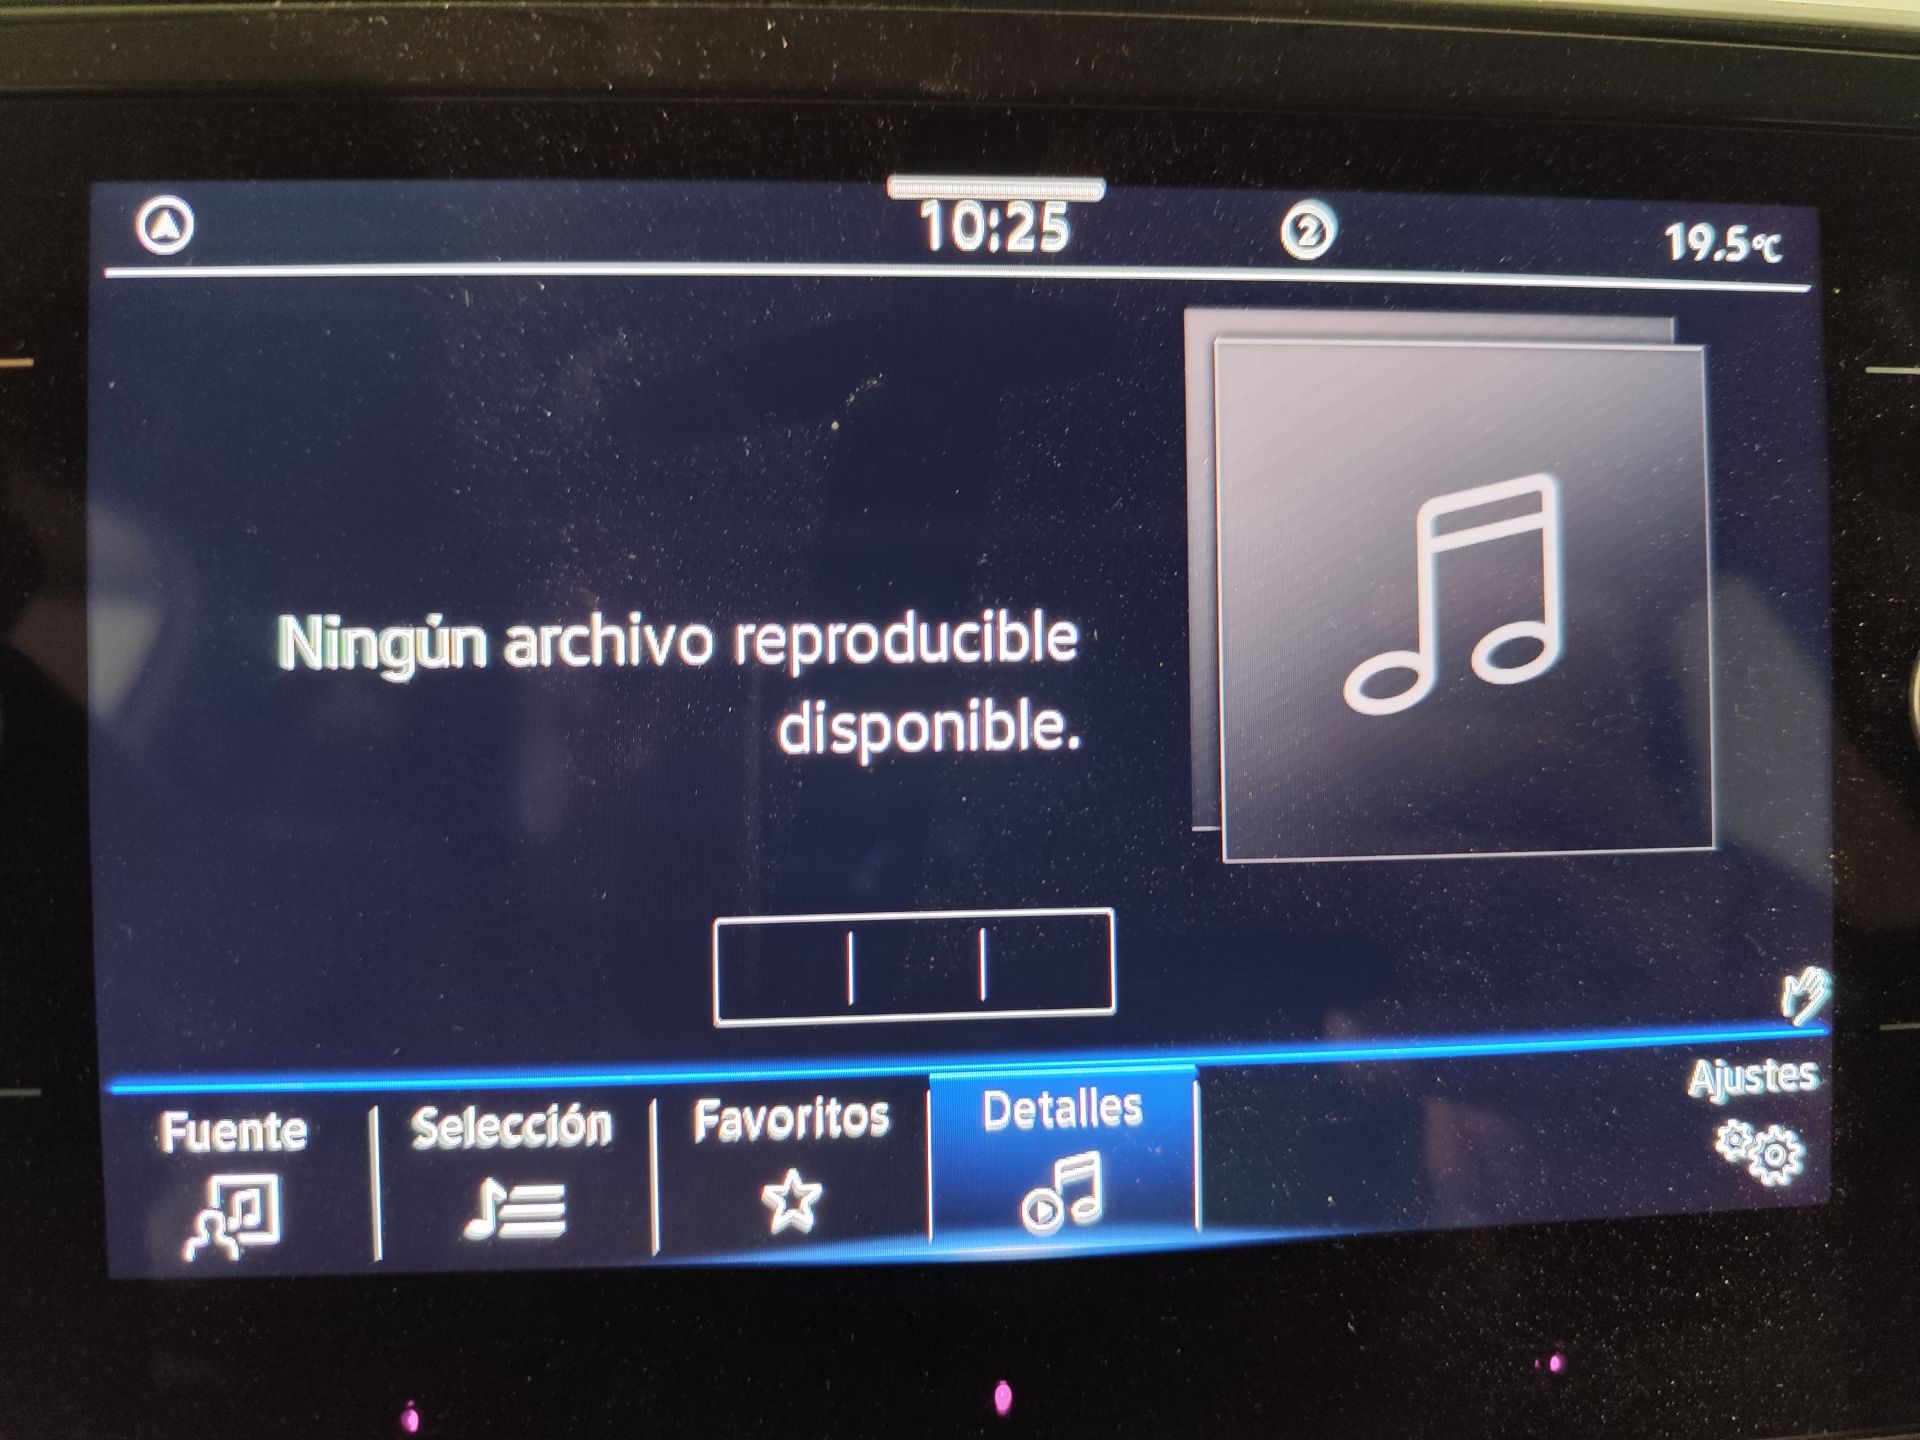 10:25
2
19.5°C
Ningún archivo reproducible
disponible.
Fuente
Selección
Favoritos
Detalles
Ajustes